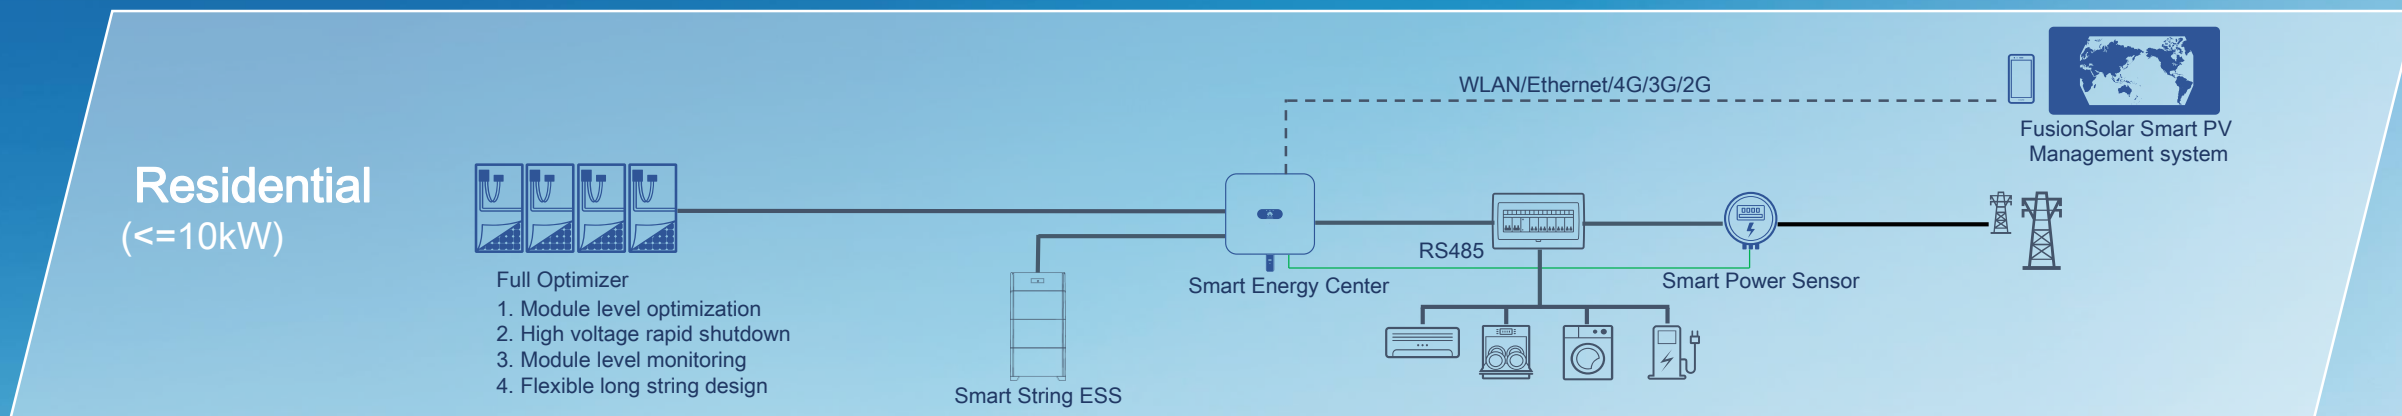 Residential
(<=10kW)
Full Optimizer
1. Module level optimization
2. High voltage rapid shutdown
3. Module level monitoring
4. Flexible long string design
Smart String ESS
Smart Energy Center
WLAN/Ethernet/4G/3G/2G
RS485
Smart Power Sensor
FusionSolar Smart PV
Management system